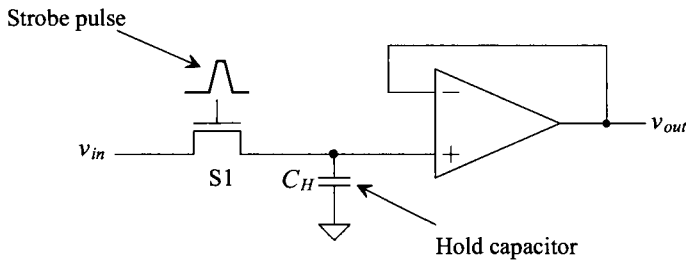 Strobe pulse
v_in
S1
C_H
−
+
v_out
Hold capacitor